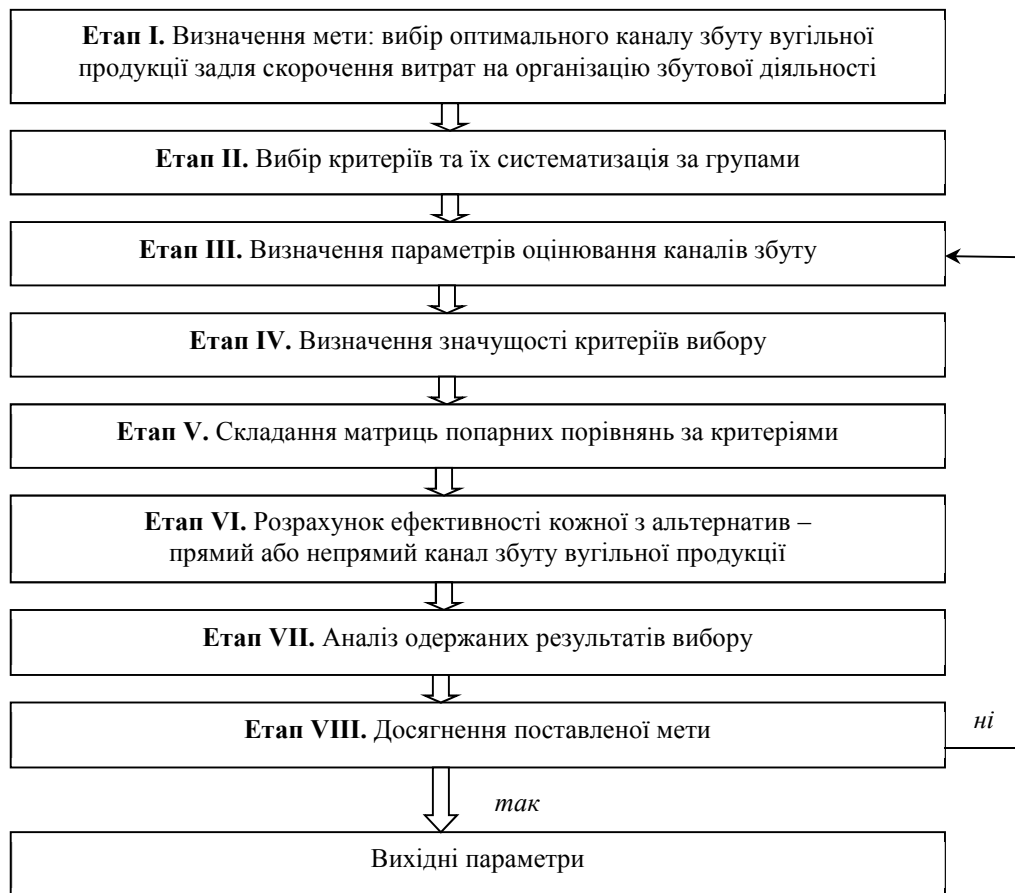 Етап І. Визначення мети: вибір оптимального каналу збуту вугільної
продукції задля скорочення витрат на організацію збутової діяльності
Етап ІІ. Вибір критеріїв та їх систематизація за групами
Етап ІІІ. Визначення параметрів оцінювання каналів збуту
Етап IV. Визначення значущості критеріїв вибору
Етап V. Складання матриць попарних порівнянь за критеріями
Етап VI. Розрахунок ефективності кожної з альтернатив –
прямий або непрямий канал збуту вугільної продукції
Етап VII. Аналіз одержаних результатів вибору
Етап VIII. Досягнення поставленої мети
ні
так
Вихідні параметри